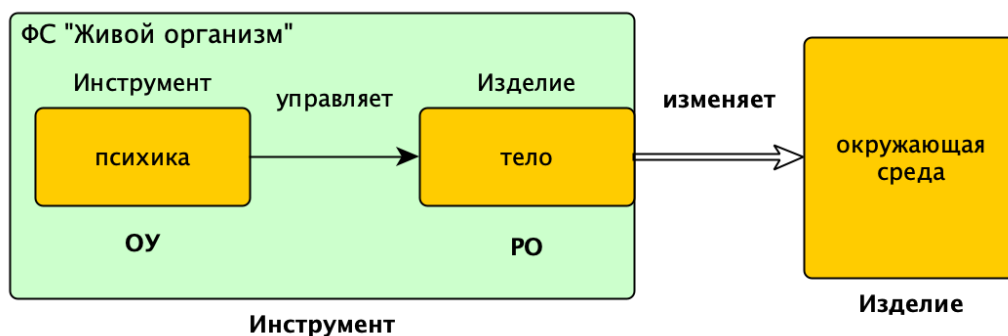 ФС "Живой организм"
Инструмент
управляет
Изделие
изменяет
психика
тело
окружающая
среда
ОУ
РО
Инструмент
Изделие